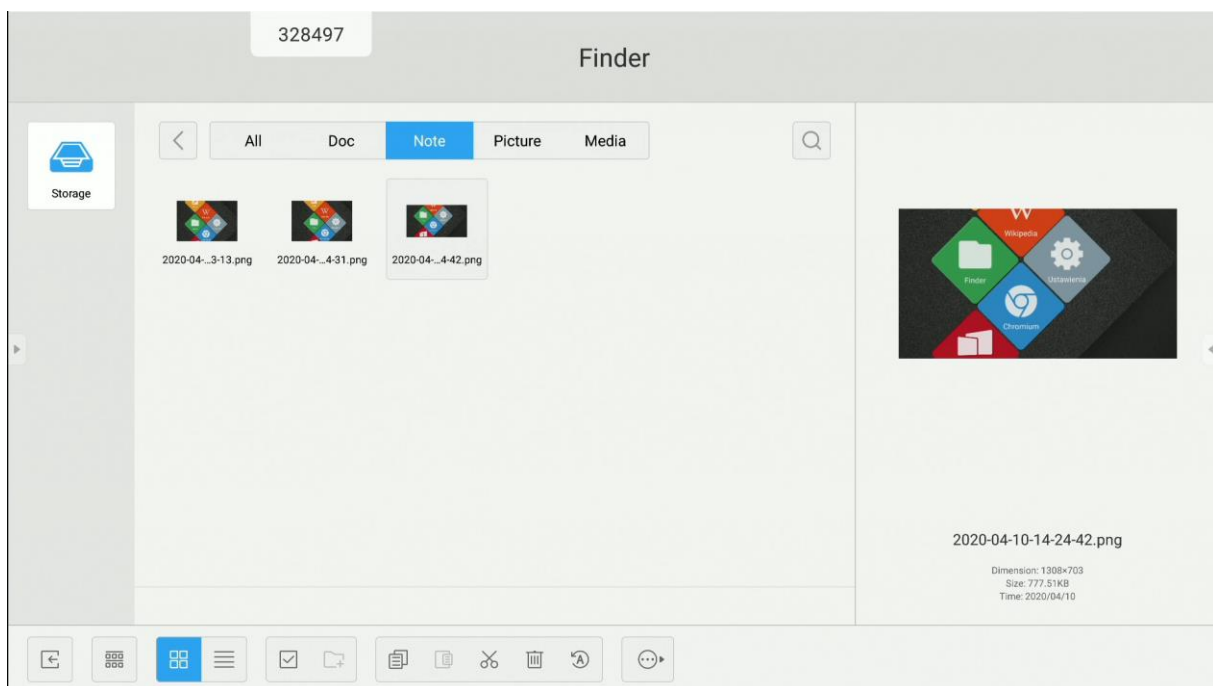 328497
Finder
Storage
All Doc Note Picture Media
2020-04-...3-13.png 2020-04-...4-31.png 2020-04-...4-42.png
W
Wikipedia
Finder
Ustawienia
Chromium
2020-04-10-14-24-42.png
Dimension: 1308×703
Size: 777.51KB
Time: 2020/04/10